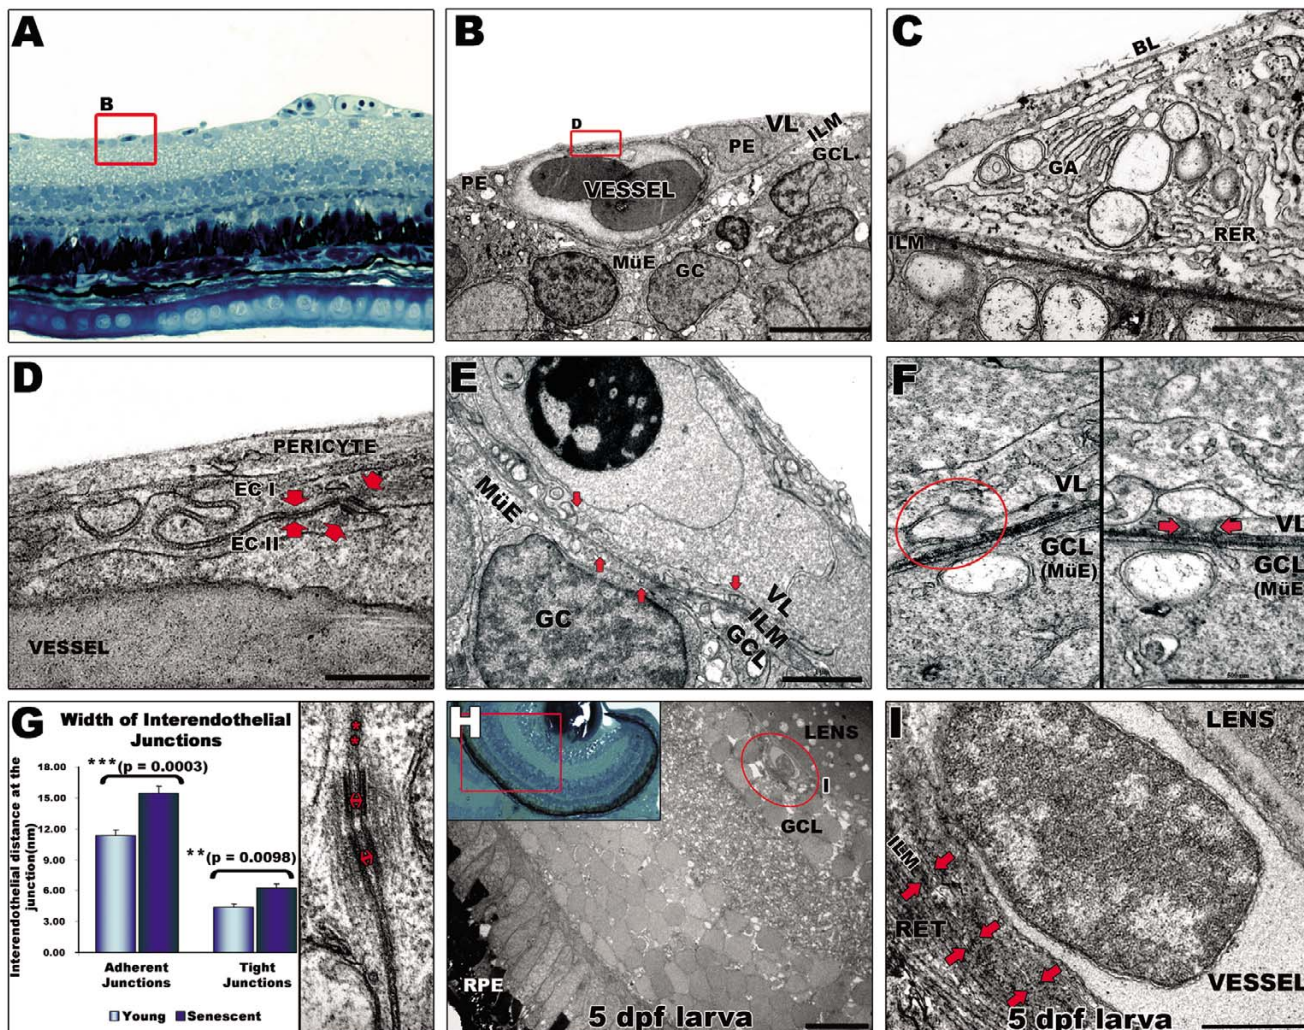 A
B
B
D
VL
ILM
PE
GCL
PE
VESSEL
MüE
GC
C
BL
GA
RER
ILM
D
PERICYTE
EC I
EC II
VESSEL
E
MüE
GC
VL
ILM
GCL
F
VL
GCL
(MüE)
VL
GCL
(MüE)
G
Width of Interendothelial
Junctions
Interendothelial distance at the
junction(nm)
18.00
15.00
12.00
9.00
6.00
3.00
0.00
***(p = 0.0003)
**(p = 0.0098)
Adherent
Junctions
Tight
Junctions
Young
Senescent
H
LENS
I
GCL
RPE
5 dpf larva
I
LENS
ILM
RET
VESSEL
5 dpf larva